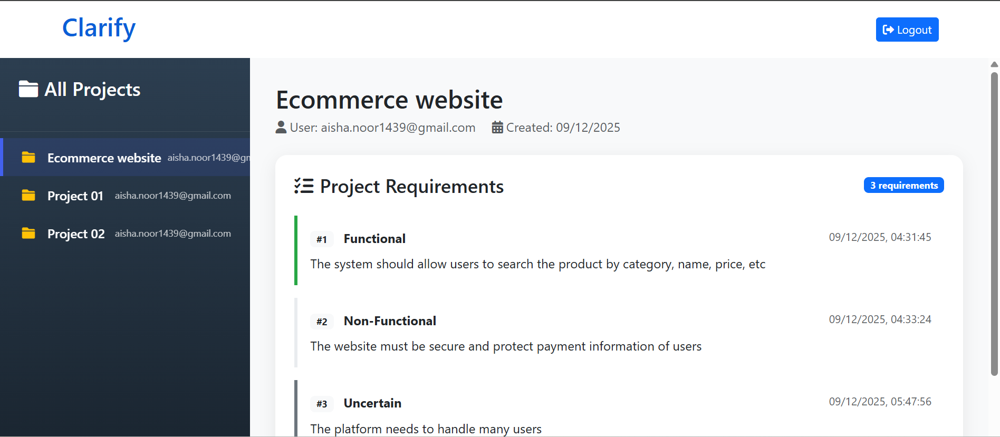 Clarify
Logout
All Projects
Ecommerce website aisha.noor1439@gm
Project 01 aisha.noor1439@gmail.com
Project 02 aisha.noor1439@gmail.com
Ecommerce website
User: aisha.noor1439@gmail.com Created: 09/12/2025
Project Requirements 3 requirements
#1 Functional 09/12/2025, 04:31:45
The system should allow users to search the product by category, name, price, etc
#2 Non-Functional 09/12/2025, 04:33:24
The website must be secure and protect payment information of users
#3 Uncertain 09/12/2025, 05:47:56
The platform needs to handle many users